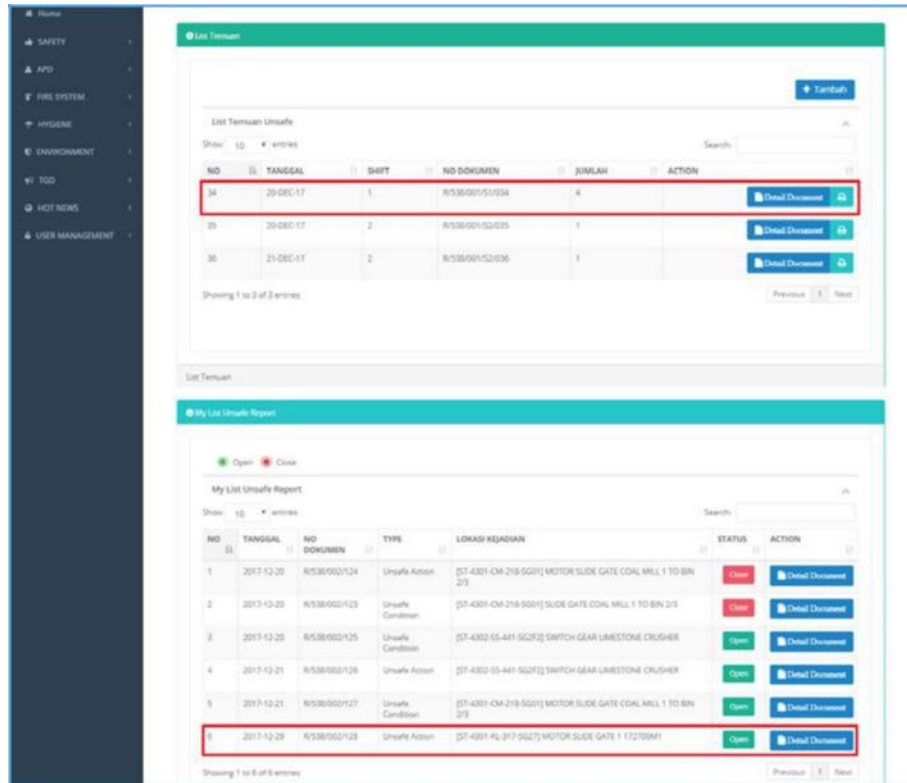 Home
SAFETY
APD
FIRE SYSTEM
HYGIENE
ENVIRONMENT
TGD
HOT NEWS
USER MANAGEMENT
List Temuan
+ Tambah
List Temuan Unsafe
Show 10 entries Search:
NO TANGGAL SHIFT NO DOKUMEN JUMLAH ACTION
34 20-DEC-17 1 R/538/001/S1/034 4 Detail Document
35 20-DEC-17 2 R/538/001/S2/035 1 Detail Document
36 21-DEC-17 2 R/538/001/S2/036 1 Detail Document
Showing 1 to 3 of 3 entries Previous 1 Next
List Temuan
My List Unsafe Report
Open Close
My List Unsafe Report
Show 10 entries Search:
NO TANGGAL NO DOKUMEN TYPE LOKASI KEJADIAN STATUS ACTION
1 2017-12-20 R/538/002/124 Unsafe Action [ST-4301-CM-218-SG01] MOTOR SLIDE GATE COAL MILL 1 TO BIN 2/3 Close Detail Document
2 2017-12-20 R/538/002/123 Unsafe Condition [ST-4301-CM-218-SG01] SLIDE GATE COAL MILL 1 TO BIN 2/3 Close Detail Document
3 2017-12-20 R/538/002/125 Unsafe Condition [ST-4302-SS-441-SG2F2] SWITCH GEAR LIMESTONE CRUSHER Open Detail Document
4 2017-12-21 R/538/002/126 Unsafe Action [ST-4302-SS-441-SG2F2] SWITCH GEAR LIMESTONE CRUSHER Open Detail Document
5 2017-12-21 R/538/002/127 Unsafe Condition [ST-4301-CM-218-SG01] MOTOR SLIDE GATE COAL MILL 1 TO BIN 2/3 Open Detail Document
6 2017-12-29 R/538/002/128 Unsafe Action [ST-4301-KL-317-SG27] MOTOR SLIDE GATE 1 172700M1 Open Detail Document
Showing 1 to 6 of 6 entries Previous 1 Next